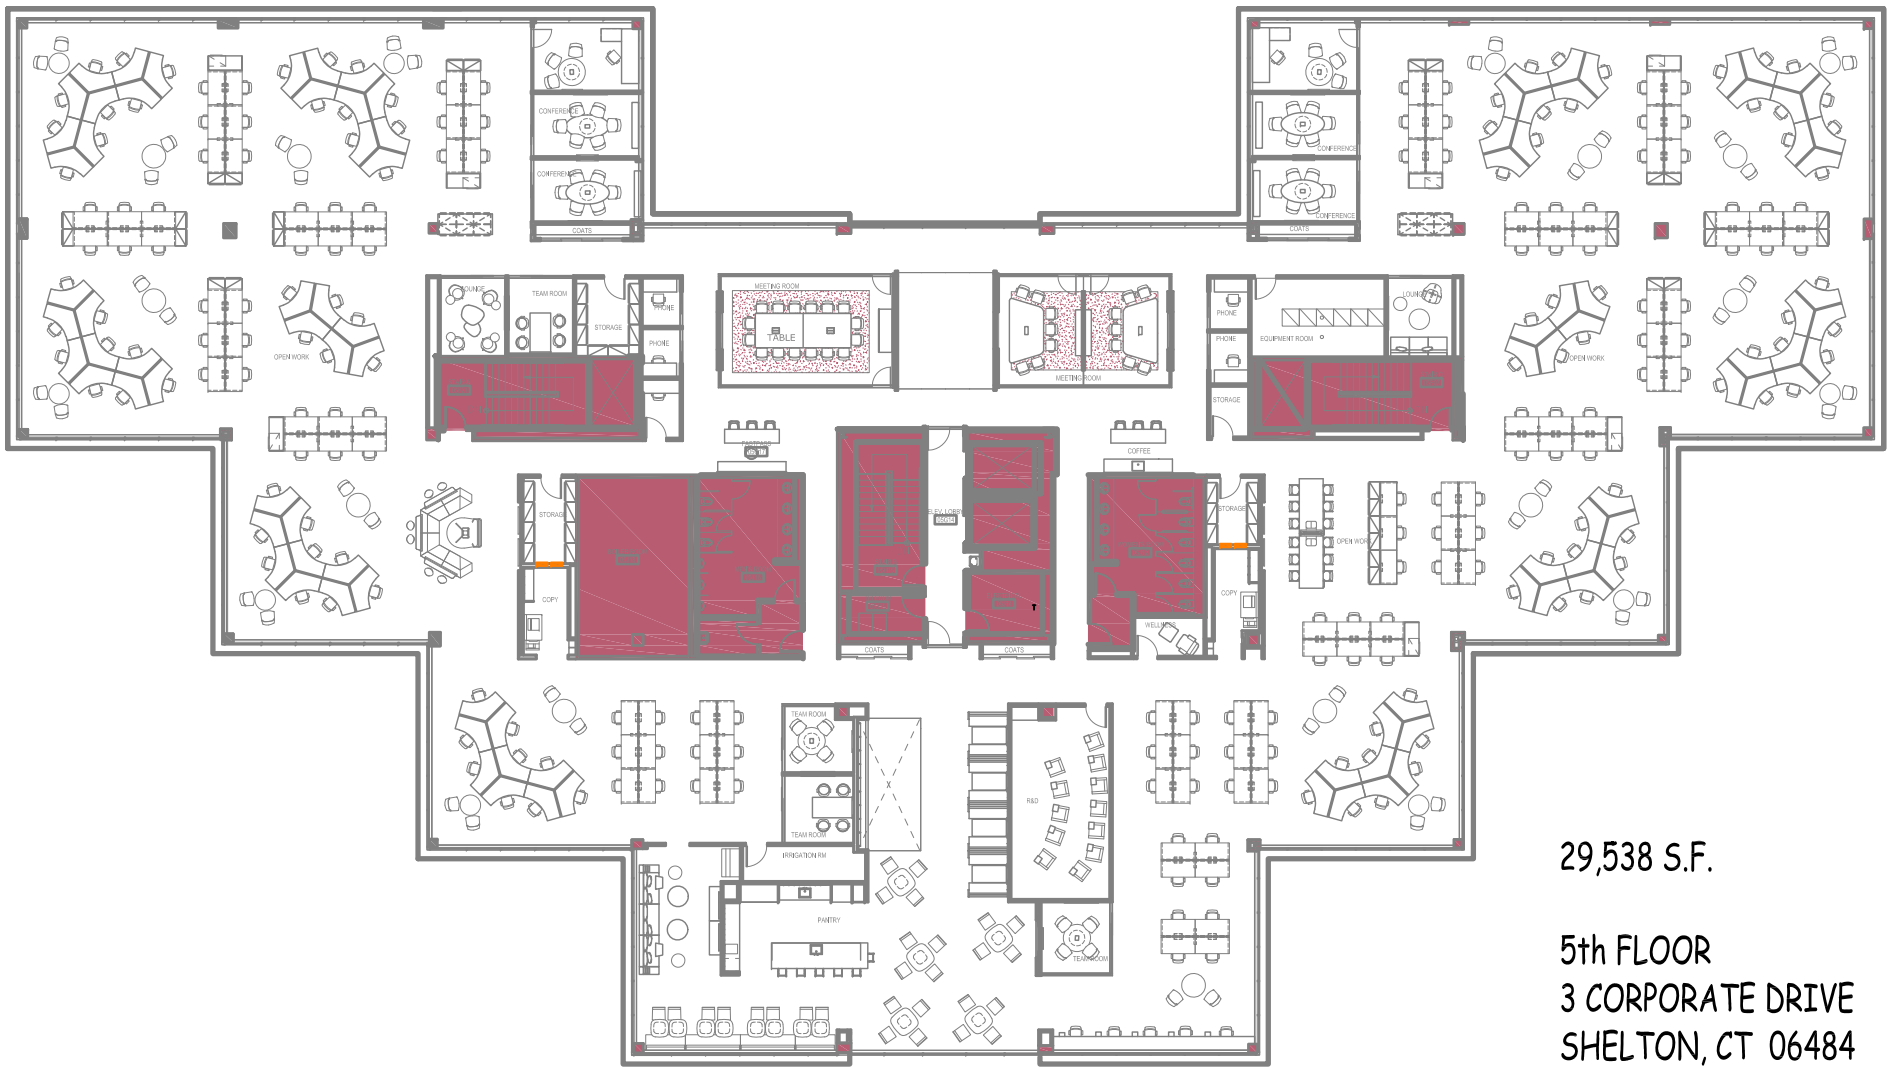 CONFERENCE
CONFERENCE
CONFERENCE
CONFERENCE
COATS
COATS
LOUNGE
TEAM ROOM
STORAGE
PHONE
PHONE
MEETING ROOM
TABLE
MEETING ROOM
PHONE
PHONE
EQUIPMENT ROOM
LOUNGE
OPEN WORK
OPEN WORK
STORAGE
COFFEE
STORAGE
ELEV. LOBBY
STORAGE
OPEN WORK
COPY
COPY
WELLNESS
COATS
COATS
TEAM ROOM
R&D
TEAM ROOM
IRRIGATION RM
PANTRY
TEAM ROOM
29,538 S.F.
5th FLOOR
3 CORPORATE DRIVE
SHELTON, CT 06484